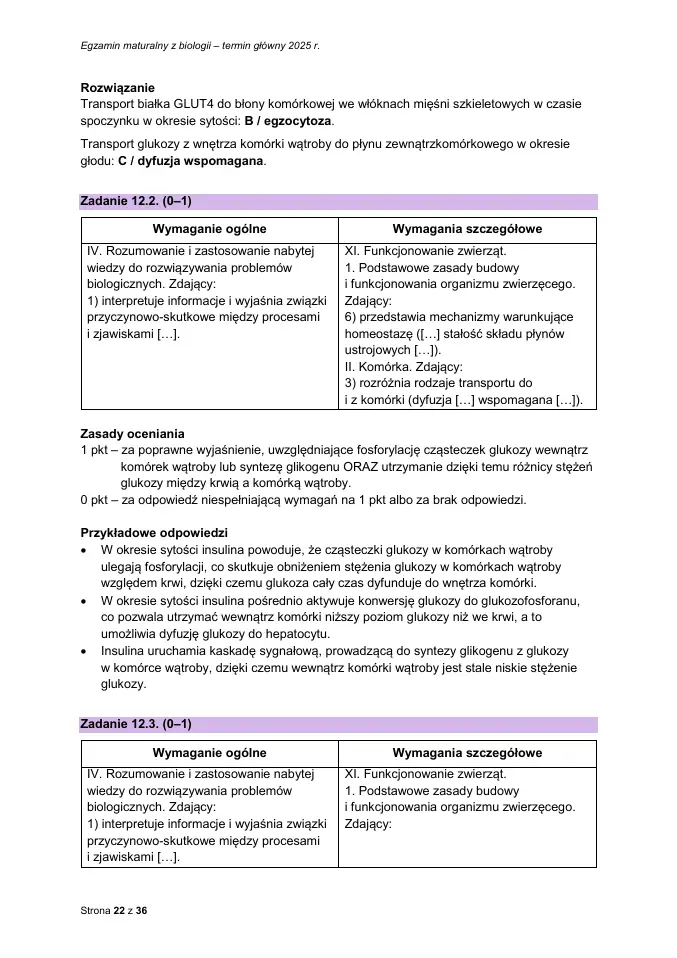 Egzamin maturalny z biologii – termin główny 2025 r.
Rozwiązanie
Transport białka GLUT4 do błony komórkowej we włóknach mięśni szkieletowych w czasie
spoczynku w okresie sytości: B / egzocytoza.
Transport glukozy z wnętrza komórki wątroby do płynu zewnątrzkomórkowego w okresie
głodu: C / dyfuzja wspomagana.
Zadanie 12.2. (0–1)
Wymaganie ogólne
IV. Rozumowanie i zastosowanie nabytej
wiedzy do rozwiązywania problemów
biologicznych. Zdający:
1) interpretuje informacje i wyjaśnia związki
przyczynowo-skutkowe między procesami
i zjawiskami […].
Wymagania szczegółowe
XI. Funkcjonowanie zwierząt.
1. Podstawowe zasady budowy
i funkcjonowania organizmu zwierzęcego.
Zdający:
6) przedstawia mechanizmy warunkujące
homeostazę ([…] stałość składu płynów
ustrojowych […]).
II. Komórka. Zdający:
3) rozróżnia rodzaje transportu do
i z komórki (dyfuzja […] wspomagana […]).
Zasady oceniania
1 pkt – za poprawne wyjaśnienie, uwzględniające fosforylację cząsteczek glukozy wewnątrz
komórek wątroby lub syntezę glikogenu ORAZ utrzymanie dzięki temu różnicy stężeń
glukozy między krwią a komórką wątroby.
0 pkt – za odpowiedź niespełniającą wymagań na 1 pkt albo za brak odpowiedzi.
Przykładowe odpowiedzi
• W okresie sytości insulina powoduje, że cząsteczki glukozy w komórkach wątroby
ulegają fosforylacji, co skutkuje obniżeniem stężenia glukozy w komórkach wątroby
względem krwi, dzięki czemu glukoza cały czas dyfunduje do wnętrza komórki.
• W okresie sytości insulina pośrednio aktywuje konwersję glukozy do glukozofosforanu,
co pozwala utrzymać wewnątrz komórki niższy poziom glukozy niż we krwi, a to
umożliwia dyfuzję glukozy do hepatocytu.
• Insulina uruchamia kaskadę sygnałową, prowadzącą do syntezy glikogenu z glukozy
w komórce wątroby, dzięki czemu wewnątrz komórki wątroby jest stale niskie stężenie
glukozy.
Zadanie 12.3. (0–1)
Wymaganie ogólne
IV. Rozumowanie i zastosowanie nabytej
wiedzy do rozwiązywania problemów
biologicznych. Zdający:
1) interpretuje informacje i wyjaśnia związki
przyczynowo-skutkowe między procesami
i zjawiskami […].
Wymagania szczegółowe
XI. Funkcjonowanie zwierząt.
1. Podstawowe zasady budowy
i funkcjonowania organizmu zwierzęcego.
Zdający:
Strona 22 z 36